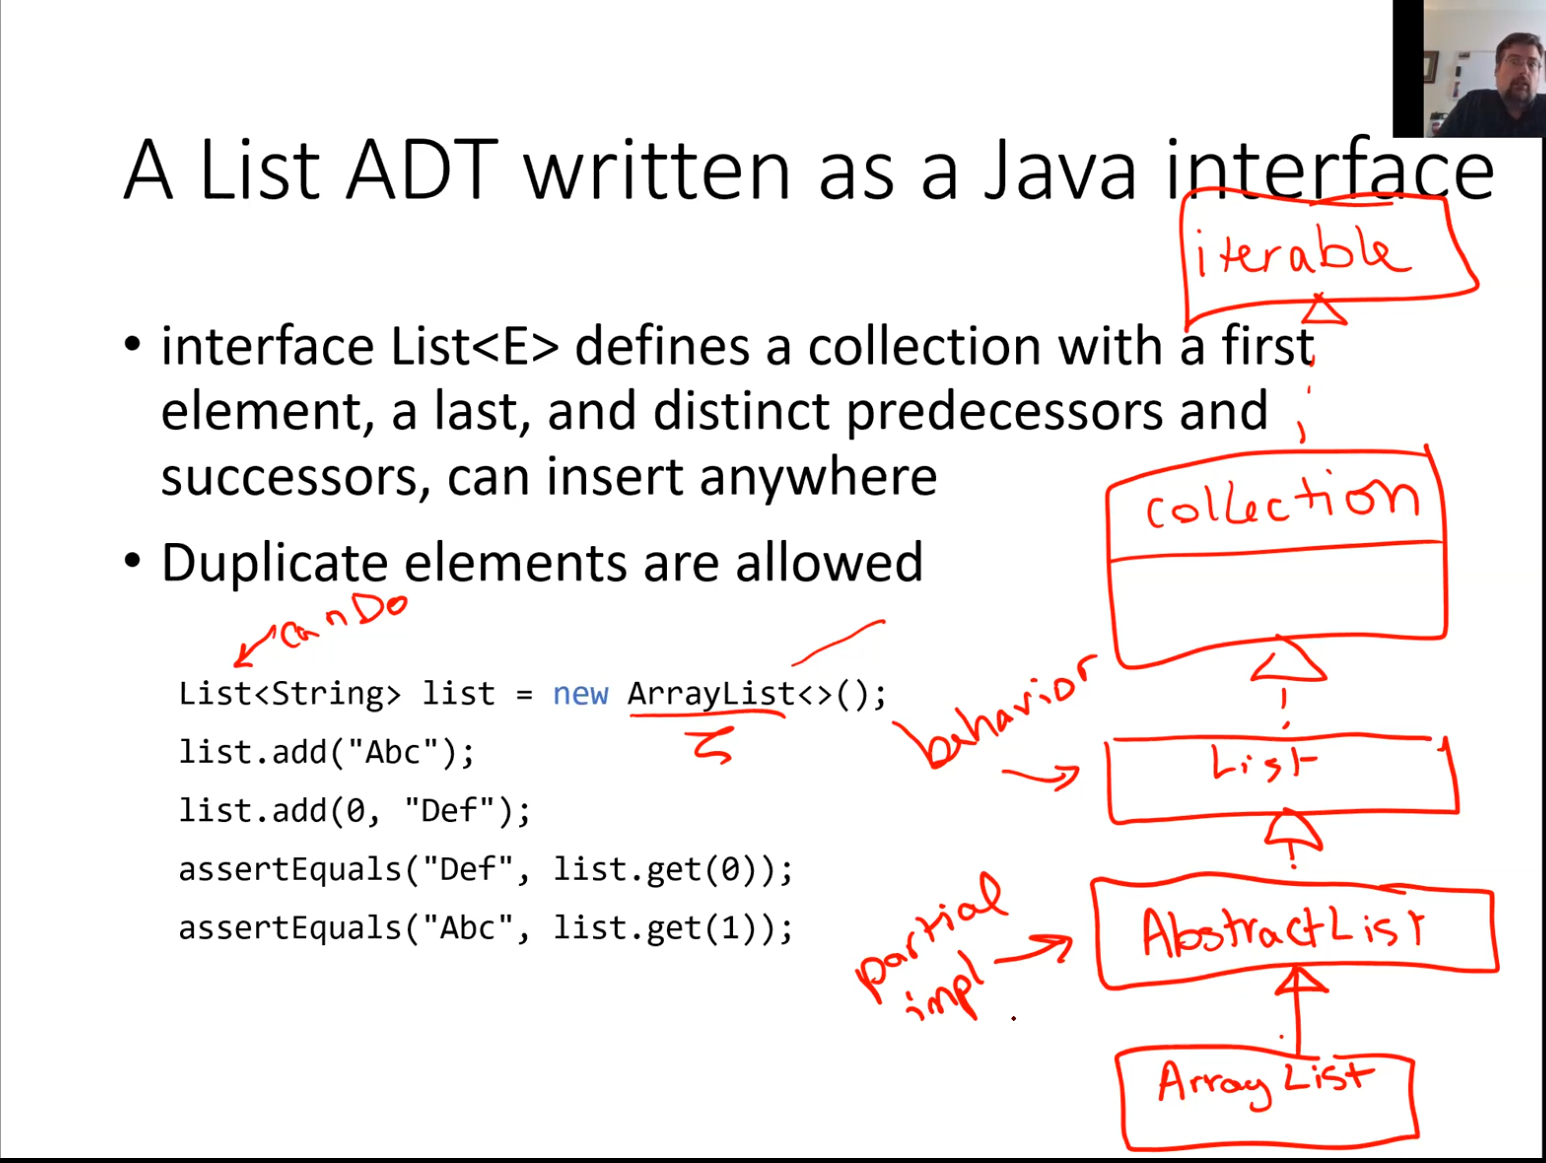 A List ADT written as a Java interface
iterable
• interface List<E> defines a collection with a first
element, a last, and distinct predecessors and
successors, can insert anywhere
collection
• Duplicate elements are allowed
can Do
List<String> list = new ArrayList<>();
behavior
list.add("Abc");
List
list.add(0, "Def");
assertEquals("Def", list.get(0));
assertEquals("Abc", list.get(1));
partial
impl
AbstractList
ArrayList